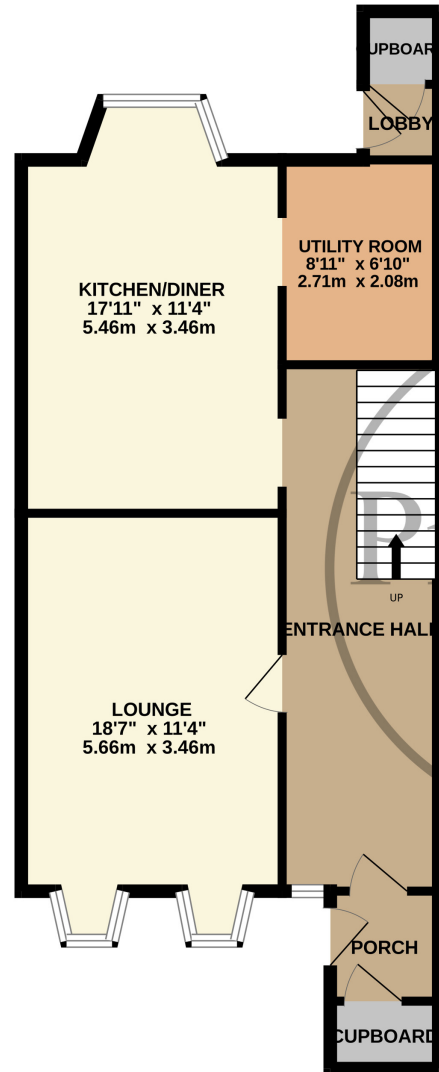 CUPBOARD
LOBBY
UTILITY ROOM
8'11" x 6'10"
2.71m x 2.08m
KITCHEN/DINER
17'11" x 11'4"
5.46m x 3.46m
UP
ENTRANCE HALL
LOUNGE
18'7" x 11'4"
5.66m x 3.46m
PORCH
CUPBOARD